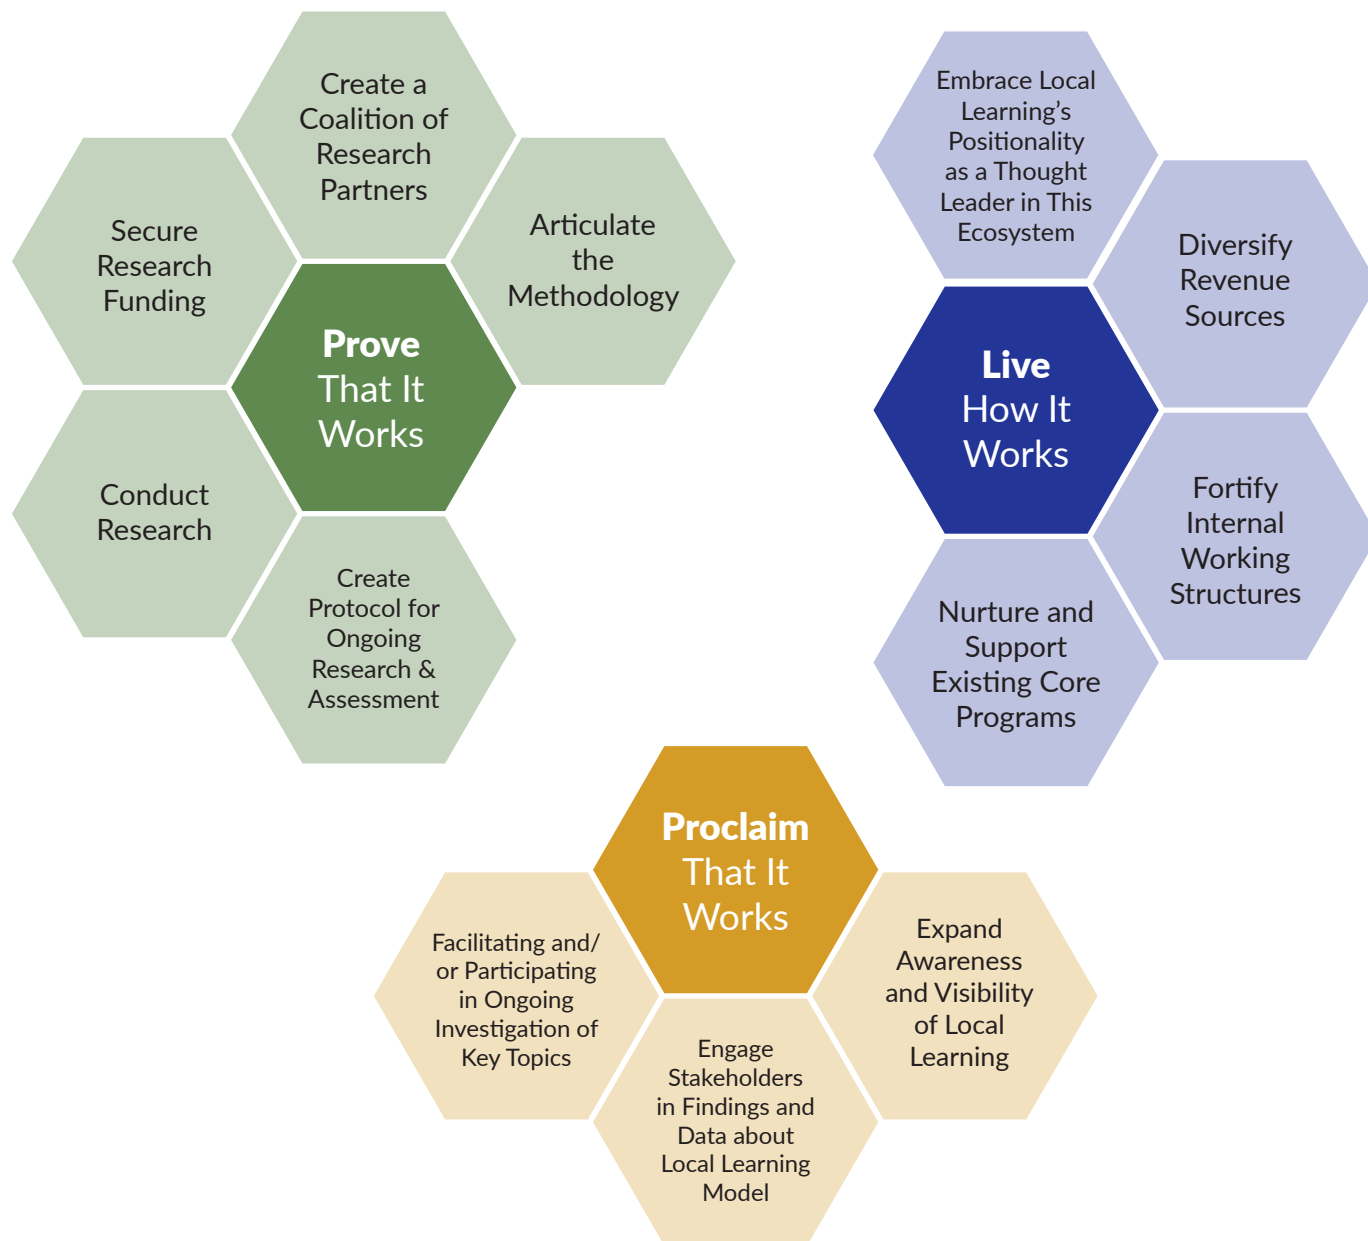 Create a
Coalition of
Research
Partners
Secure
Research
Funding
Articulate
the
Methodology
Prove
That It
Works
Conduct
Research
Create
Protocol for
Ongoing
Research &
Assessment
Embrace Local
Learning’s
Positionality
as a Thought
Leader in This
Ecosystem
Diversify
Revenue
Sources
Live
How It
Works
Fortify
Internal
Working
Structures
Nurture and
Support
Existing Core
Programs
Proclaim
That It
Works
Facilitating and/
or Participating
in Ongoing
Investigation of
Key Topics
Engage
Stakeholders
in Findings and
Data about
Local Learning
Model
Expand
Awareness
and Visibility
of Local
Learning